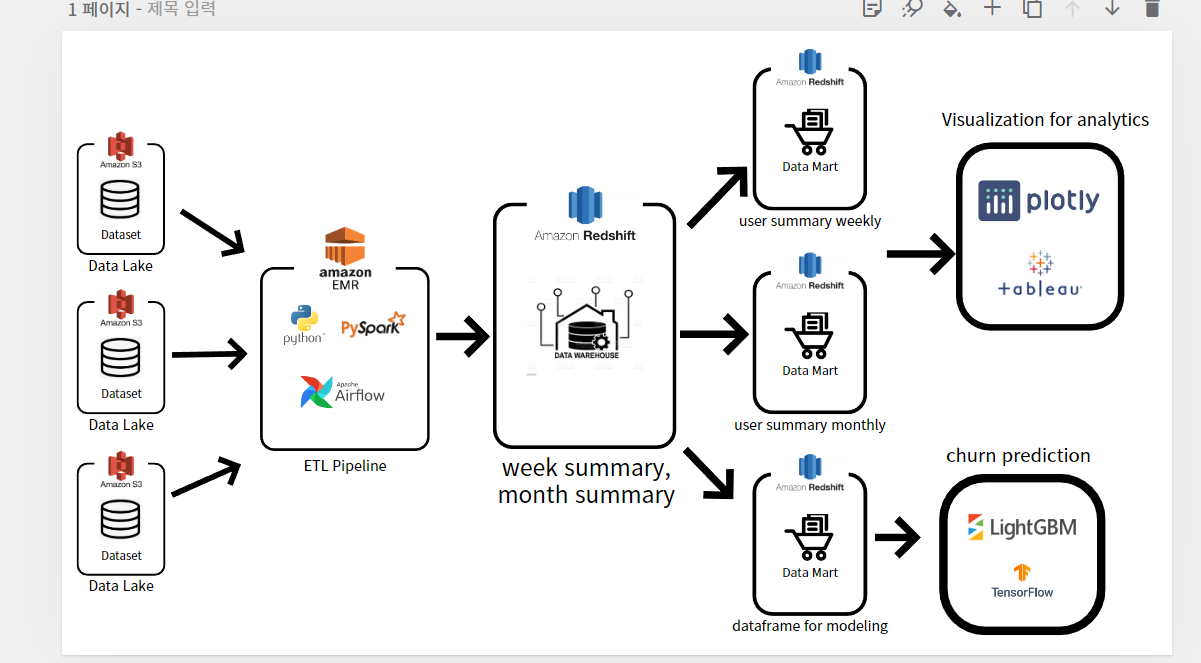 1 페이지 - 제목 입력
Amazon S3
Dataset
Data Lake
Amazon S3
Dataset
Data Lake
Amazon S3
Dataset
Data Lake
amazon
EMR
python
PySpark
Apache
Airflow
ETL Pipeline
Amazon Redshift
DATA WAREHOUSE
week summary,
month summary
Amazon Redshift
Data Mart
user summary weekly
Amazon Redshift
Data Mart
user summary monthly
Amazon Redshift
Data Mart
dataframe for modeling
Visualization for analytics
plotly
+ableau
churn prediction
LightGBM
TensorFlow